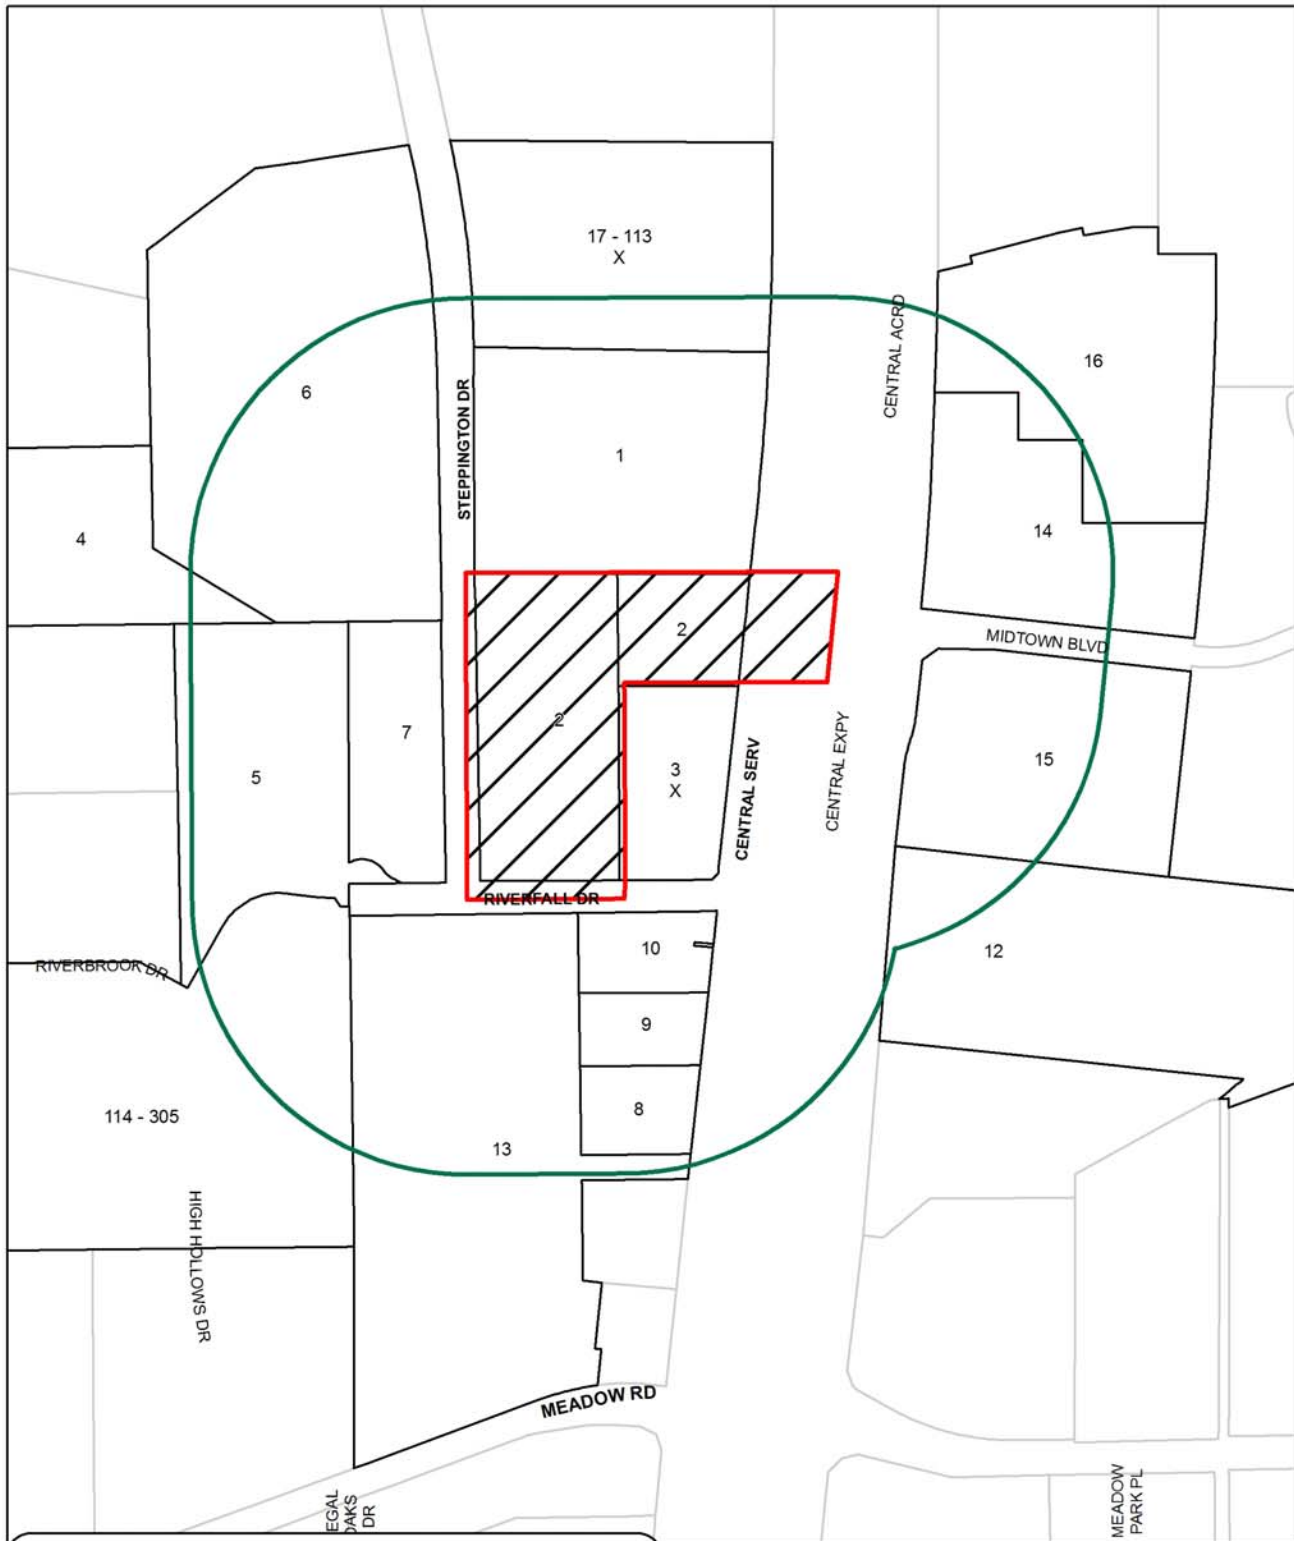 17 - 113
X
CENTRAL ACRD
16
6
STEPPINGTON DR
1
4
14
2
MIDTOWN BLVD
2
7
15
5
3
X
CENTRAL SERV
CENTRAL EXPY
RIVERFALL DR
10
12
RIVERBROOK DR
9
8
114 - 305
13
HIGH HOLLOWS DR
MEADOW RD
EGAL
OAKS
DR
MEADOW
PARK PL